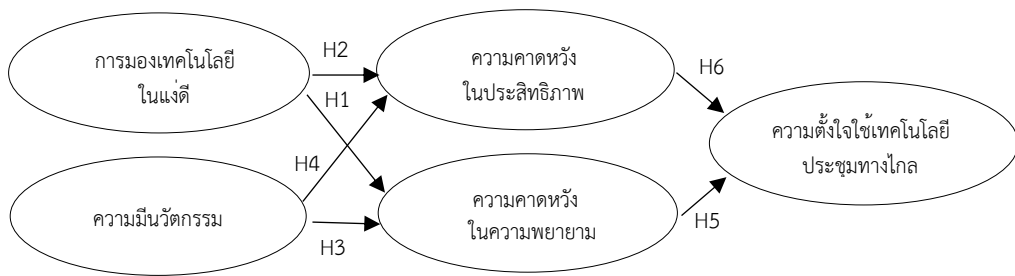 การมองเทคโนโลยี
ในแง่ดี
H2
ความคาดหวัง
ในประสิทธิภาพ
H6
H1
ความตั้งใจใช้เทคโนโลยี
ประชุมทางไกล
H4
ความมีนวัตกรรม
H3
ความคาดหวัง
ในความพยายาม
H5